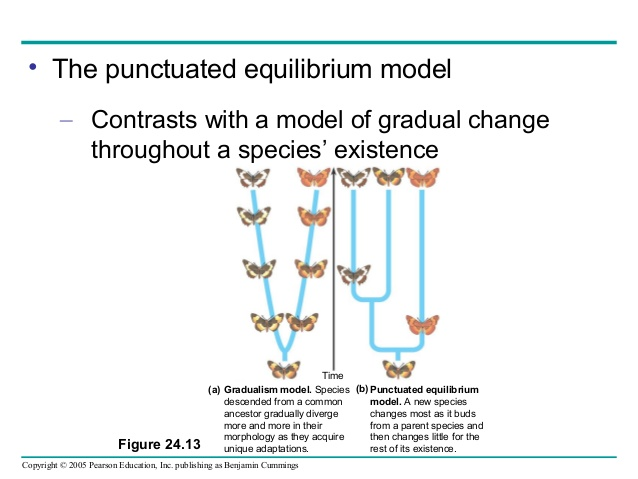 • The punctuated equilibrium model
– Contrasts with a model of gradual change
throughout a species’ existence
Time
(a) Gradualism model. Species
descended from a common
ancestor gradually diverge
more and more in their
morphology as they acquire
unique adaptations.
(b) Punctuated equilibrium
model. A new species
changes most as it buds
from a parent species and
then changes little for the
rest of its existence.
Figure 24.13
Copyright © 2005 Pearson Education, Inc. publishing as Benjamin Cummings